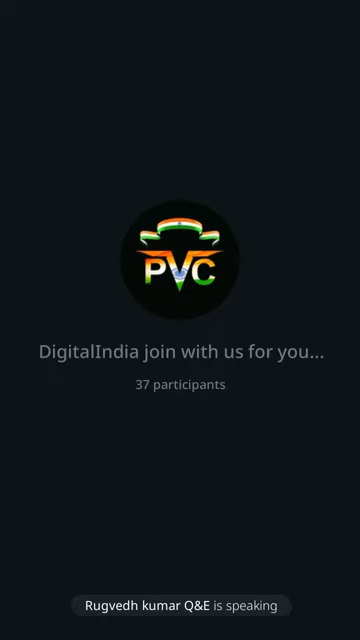 PVC
DigitalIndia join with us for you...
37 participants
Rugvedh kumar Q&E is speaking